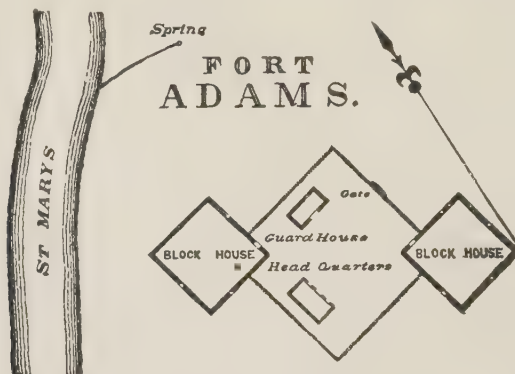 Spring
FORT
ADAMS.
ST MARYS
Gate
Guard House
BLOCK HOUSE
BLOCK HOUSE
Head Quarters